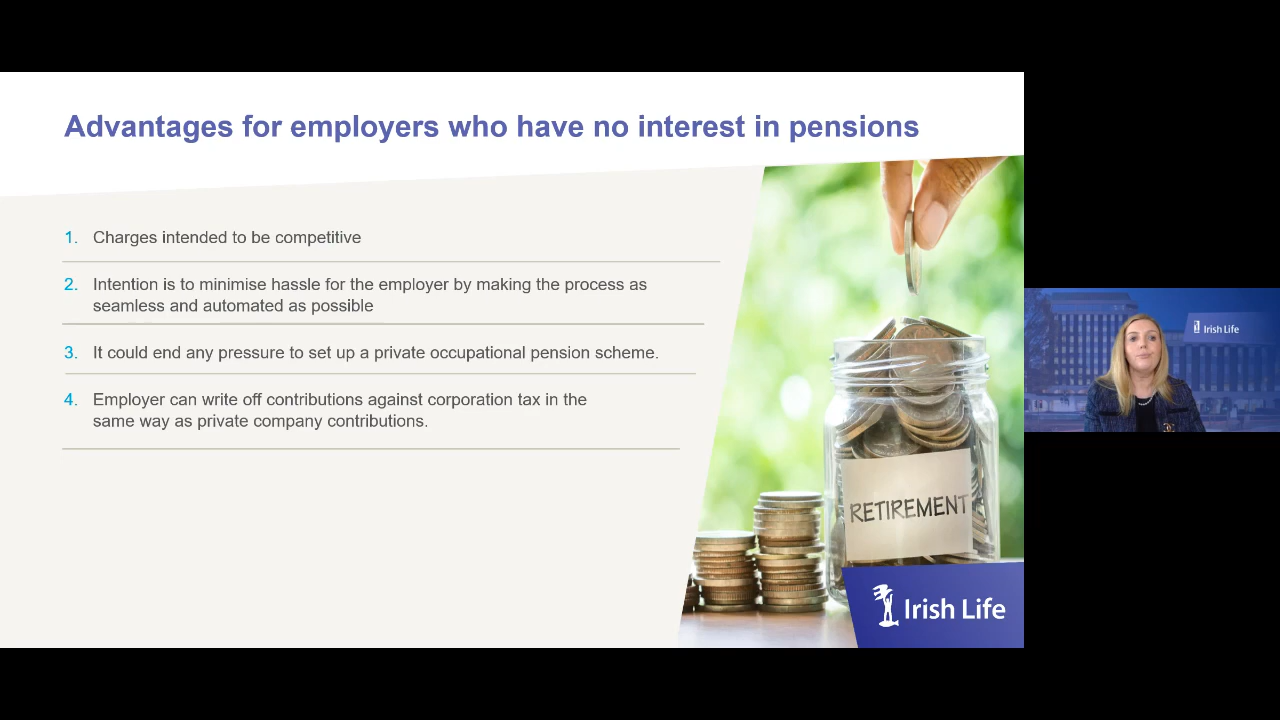 Advantages for employers who have no interest in pensions
1. Charges intended to be competitive
2. Intention is to minimise hassle for the employer by making the process as
seamless and automated as possible
3. It could end any pressure to set up a private occupational pension scheme.
4. Employer can write off contributions against corporation tax in the
same way as private company contributions.
RETIREMENT
Irish Life
Irish Life